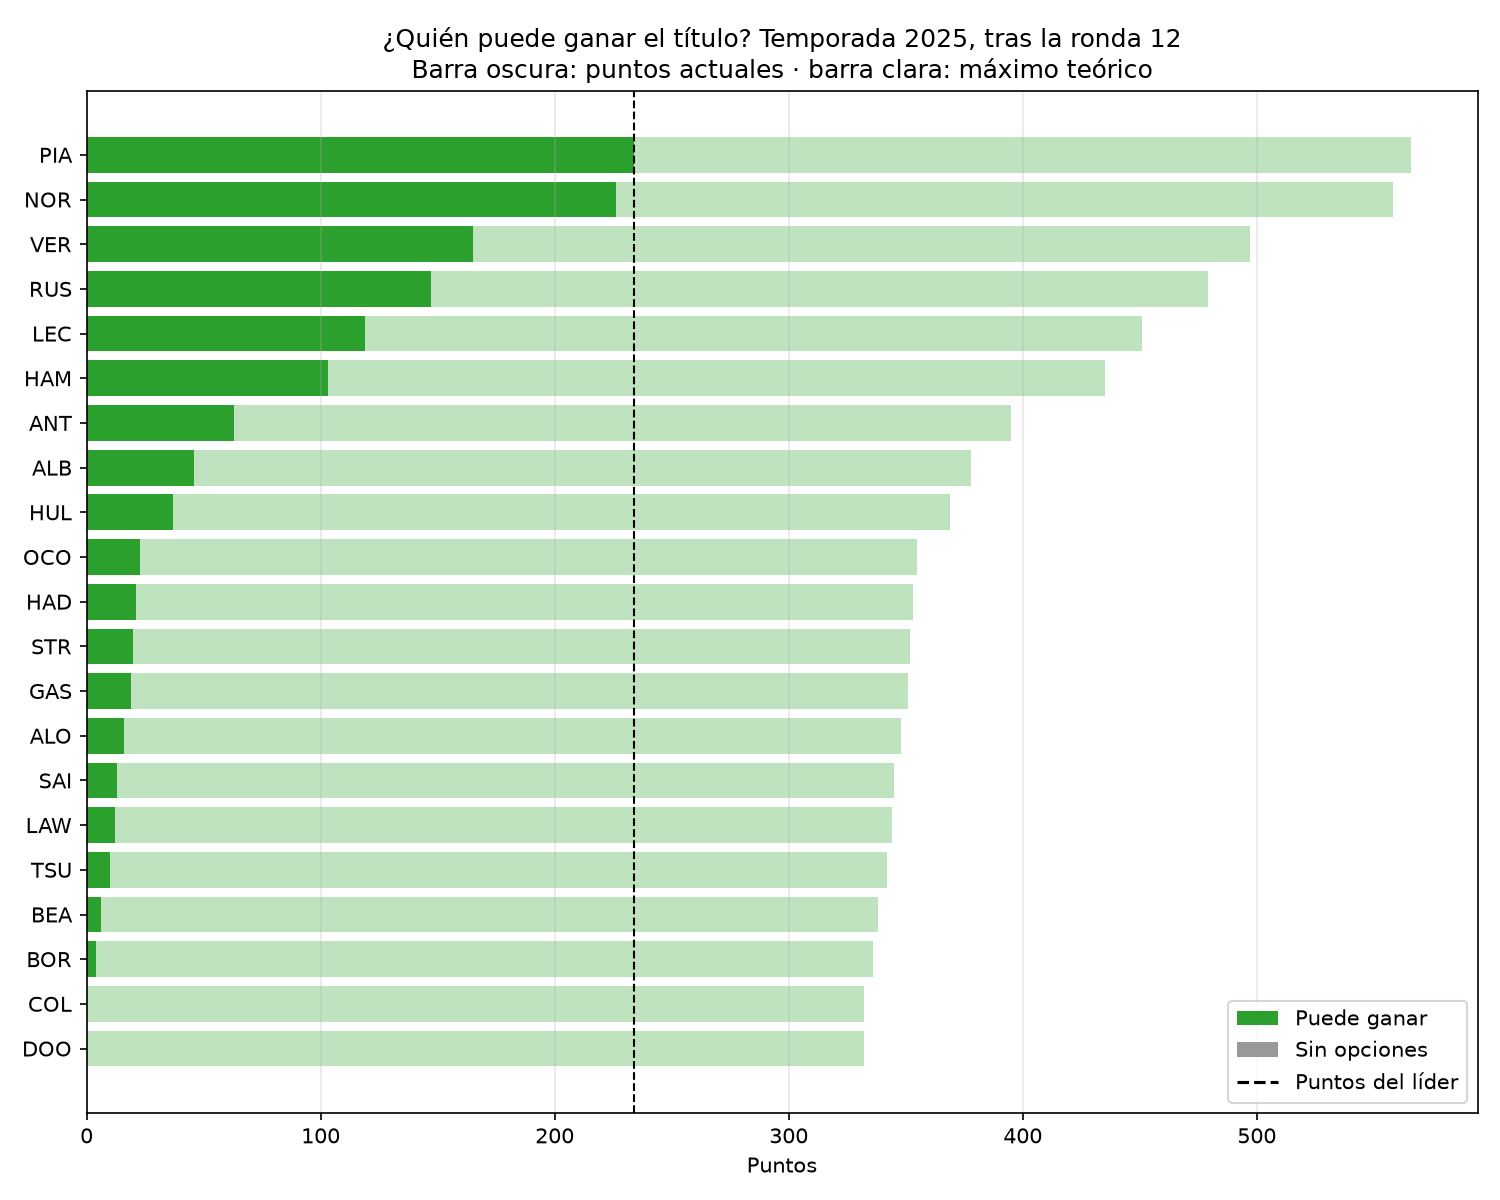 ¿Quién puede ganar el título? Temporada 2025, tras la ronda 12
Barra oscura: puntos actuales · barra clara: máximo teórico
PIA
NOR
VER
RUS
LEC
HAM
ANT
ALB
HUL
OCO
HAD
STR
GAS
ALO
SAI
LAW
TSU
BEA
BOR
COL
DOO
Puede ganar
Sin opciones
Puntos del líder
0 100 200 300 400 500
Puntos